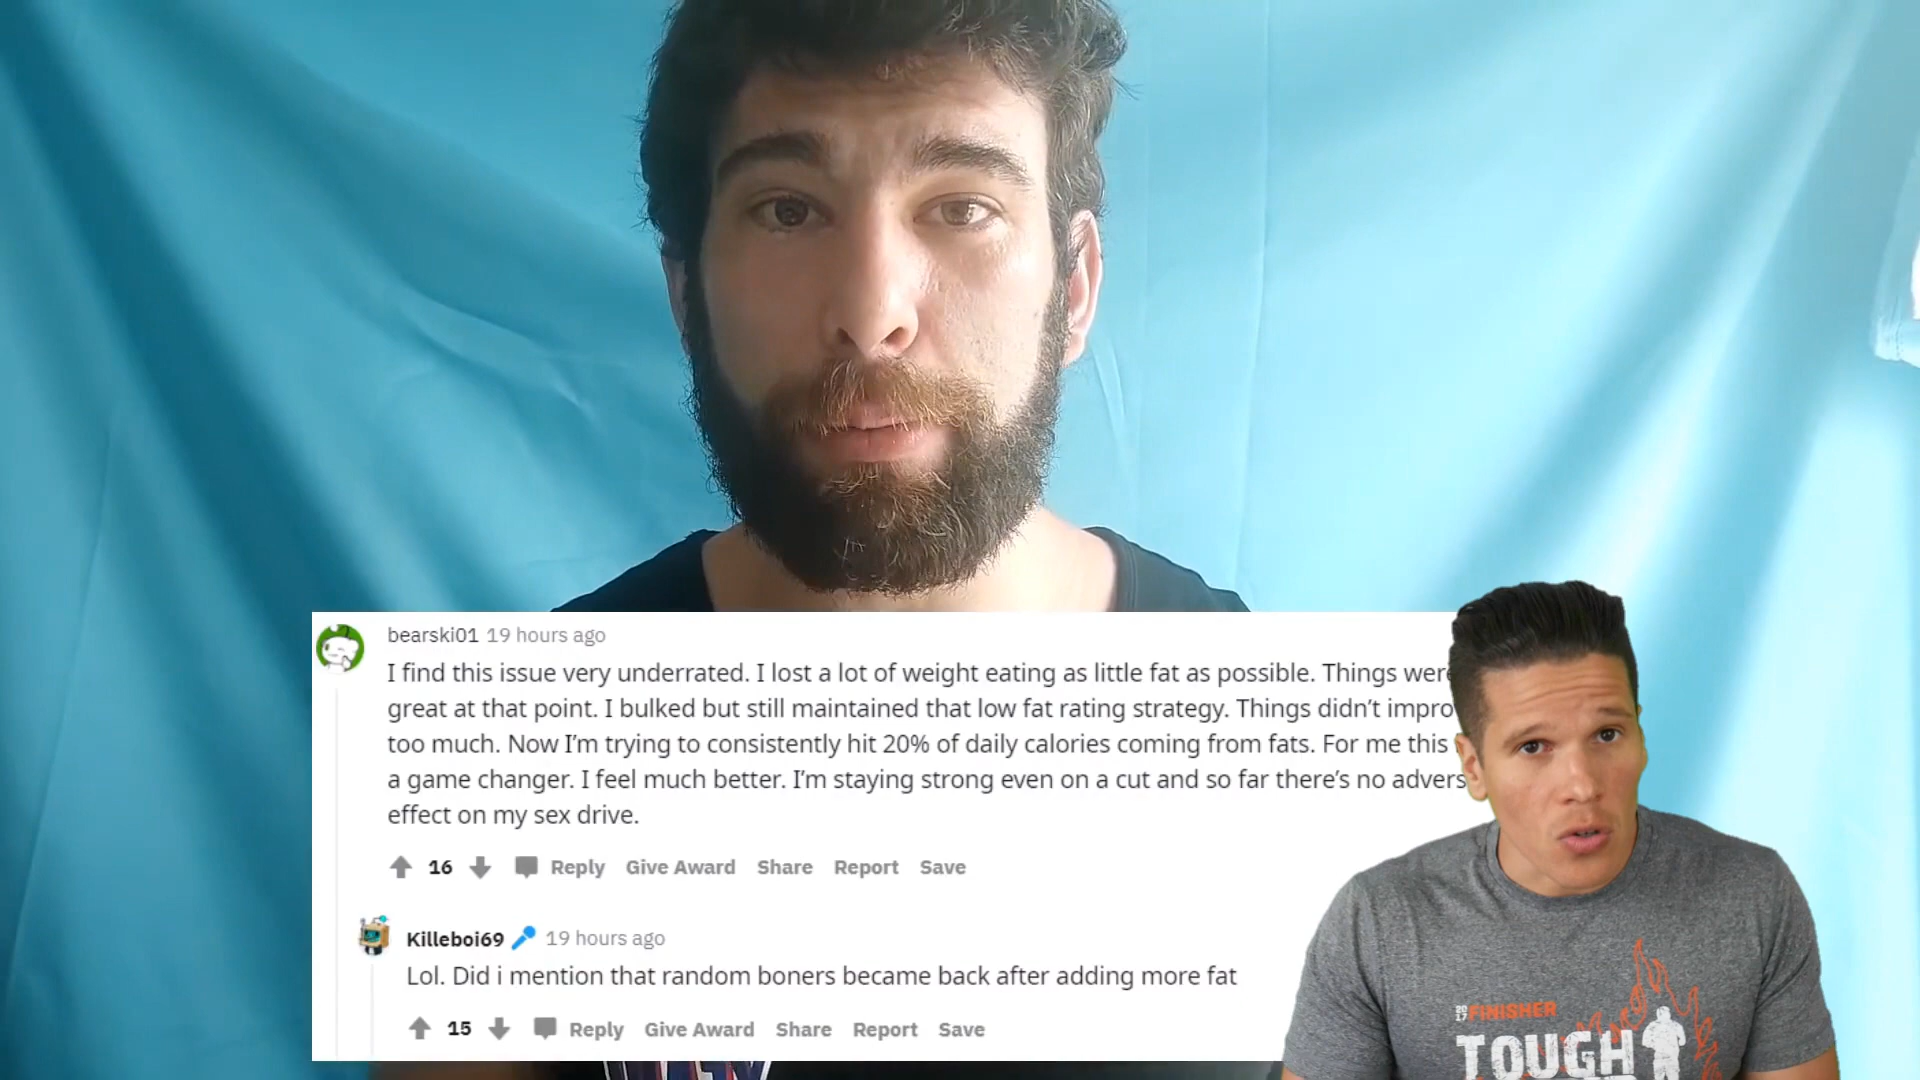 bearski01 19 hours ago
I find this issue very underrated. I lost a lot of weight eating as little fat as possible. Things were
great at that point. I bulked but still maintained that low fat rating strategy. Things didn't impro
too much. Now I'm trying to consistently hit 20% of daily calories coming from fats. For me this
a game changer. I feel much better. I'm staying strong even on a cut and so far there's no advers
effect on my sex drive.
16 Reply Give Award Share Report Save
Killeboi69 19 hours ago
Lol. Did i mention that random boners became back after adding more fat
15 Reply Give Award Share Report Save
2017 FINISHER
TOUGH